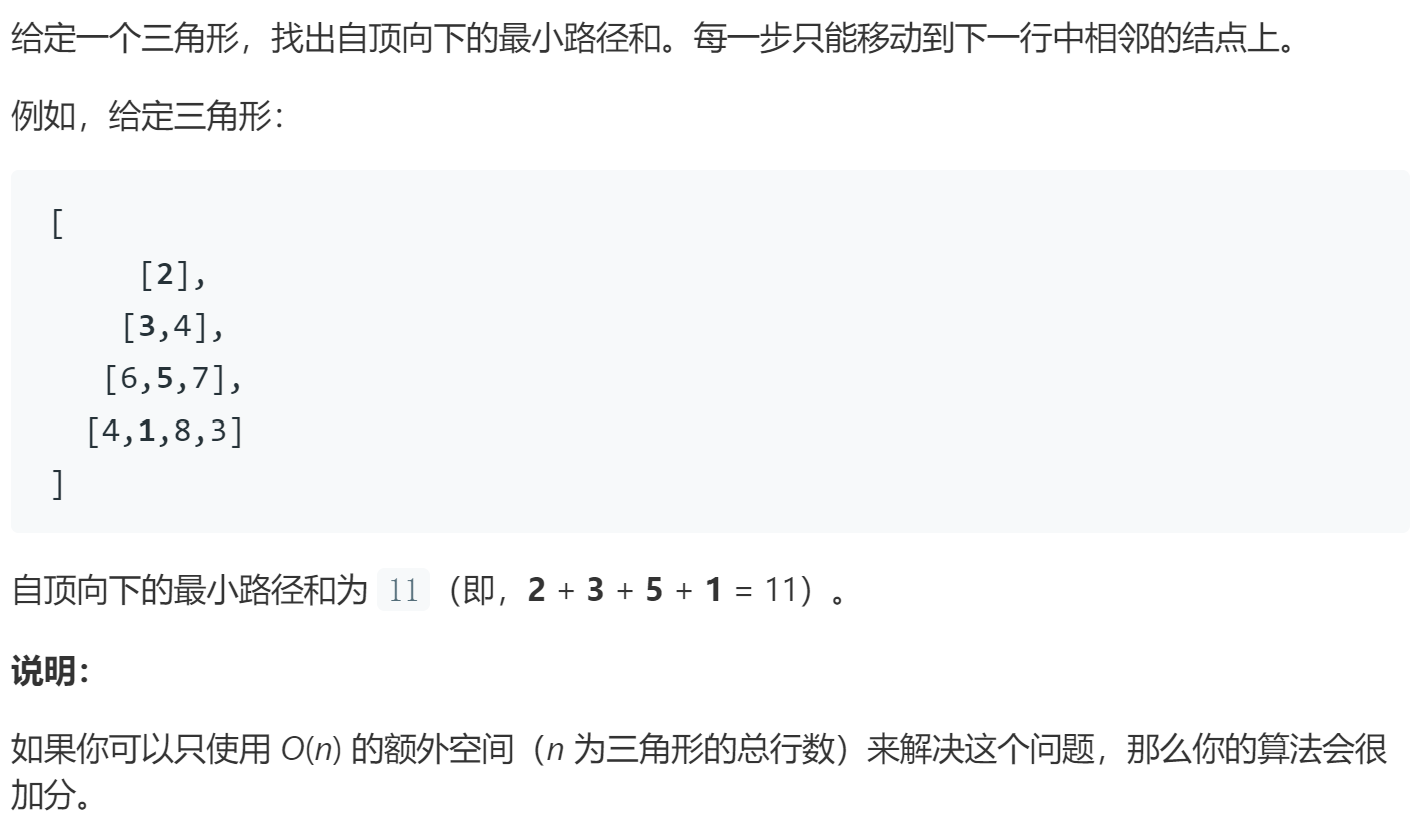 给定一个三角形，找出自顶向下的最小路径和。每一步只能移动到下一行中相邻的结点上。
例如，给定三角形：
[
[2],
[3,4],
[6,5,7],
[4,1,8,3]
]
自顶向下的最小路径和为 11（即，2 + 3 + 5 + 1 = 11）。
说明：
如果你可以只使用 O(n) 的额外空间（n 为三角形的总行数）来解决这个问题，那么你的算法会很
加分。